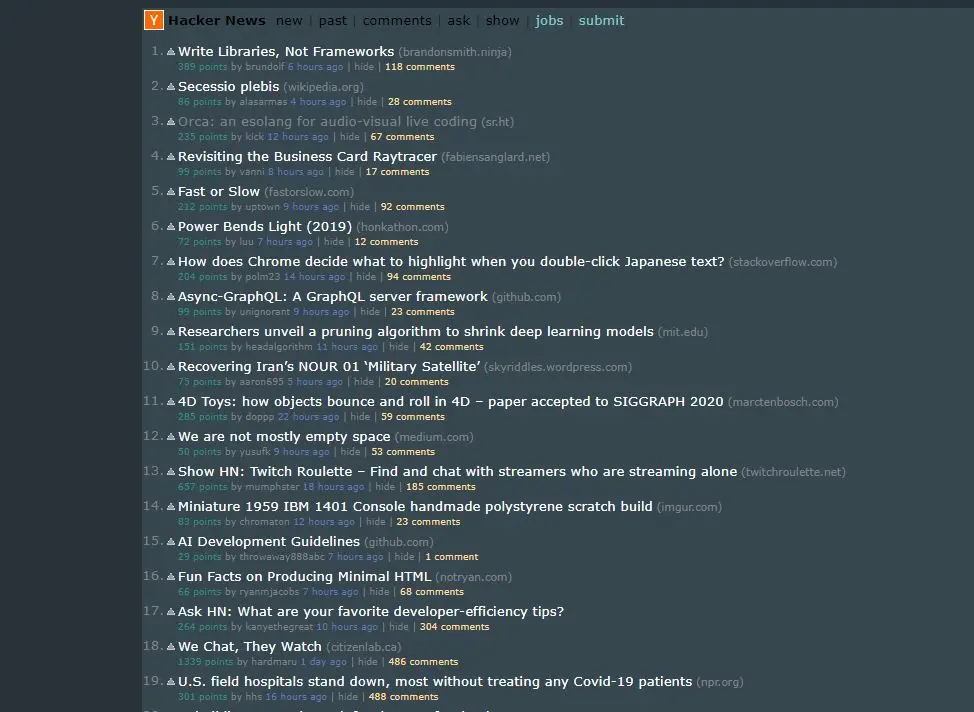 Y Hacker News new | past | comments | ask | show | jobs | submit
1. Write Libraries, Not Frameworks (brandonsmith.ninja)
389 points by brundolf 6 hours ago | hide | 118 comments
2. Secessio plebis (wikipedia.org)
86 points by alasarmas 4 hours ago | hide | 28 comments
3. Orca: an esolang for audio-visual live coding (sr.ht)
235 points by kick 12 hours ago | hide | 67 comments
4. Revisiting the Business Card Raytracer (fabiensanglard.net)
99 points by vanni 8 hours ago | hide | 17 comments
5. Fast or Slow (fastorslow.com)
212 points by uptown 9 hours ago | hide | 92 comments
6. Power Bends Light (2019) (honkathon.com)
72 points by luu 7 hours ago | hide | 12 comments
7. How does Chrome decide what to highlight when you double-click Japanese text? (stackoverflow.com)
204 points by polm23 14 hours ago | hide | 94 comments
8. Async-GraphQL: A GraphQL server framework (github.com)
99 points by unignorant 9 hours ago | hide | 23 comments
9. Researchers unveil a pruning algorithm to shrink deep learning models (mit.edu)
151 points by headalgorithm 11 hours ago | hide | 42 comments
10. Recovering Iran’s NOUR 01 ‘Military Satellite’ (skyriddles.wordpress.com)
75 points by aaron695 5 hours ago | hide | 20 comments
11. 4D Toys: how objects bounce and roll in 4D – paper accepted to SIGGRAPH 2020 (marctenbosch.com)
285 points by doppp 22 hours ago | hide | 59 comments
12. We are not mostly empty space (medium.com)
50 points by yusufk 9 hours ago | hide | 53 comments
13. Show HN: Twitch Roulette – Find and chat with streamers who are streaming alone (twitchroulette.net)
657 points by mumphster 18 hours ago | hide | 185 comments
14. Miniature 1959 IBM 1401 Console handmade polystyrene scratch build (imgur.com)
83 points by chromaton 12 hours ago | hide | 23 comments
15. AI Development Guidelines (github.com)
29 points by throwaway888abc 7 hours ago | hide | 1 comment
16. Fun Facts on Producing Minimal HTML (notryan.com)
66 points by ryanmjacobs 7 hours ago | hide | 68 comments
17. Ask HN: What are your favorite developer-efficiency tips?
264 points by kanyethegreat 10 hours ago | hide | 304 comments
18. We Chat, They Watch (citizenlab.ca)
1339 points by hardmaru 1 day ago | hide | 486 comments
19. U.S. field hospitals stand down, most without treating any Covid-19 patients (npr.org)
301 points by hhs 16 hours ago | hide | 488 comments